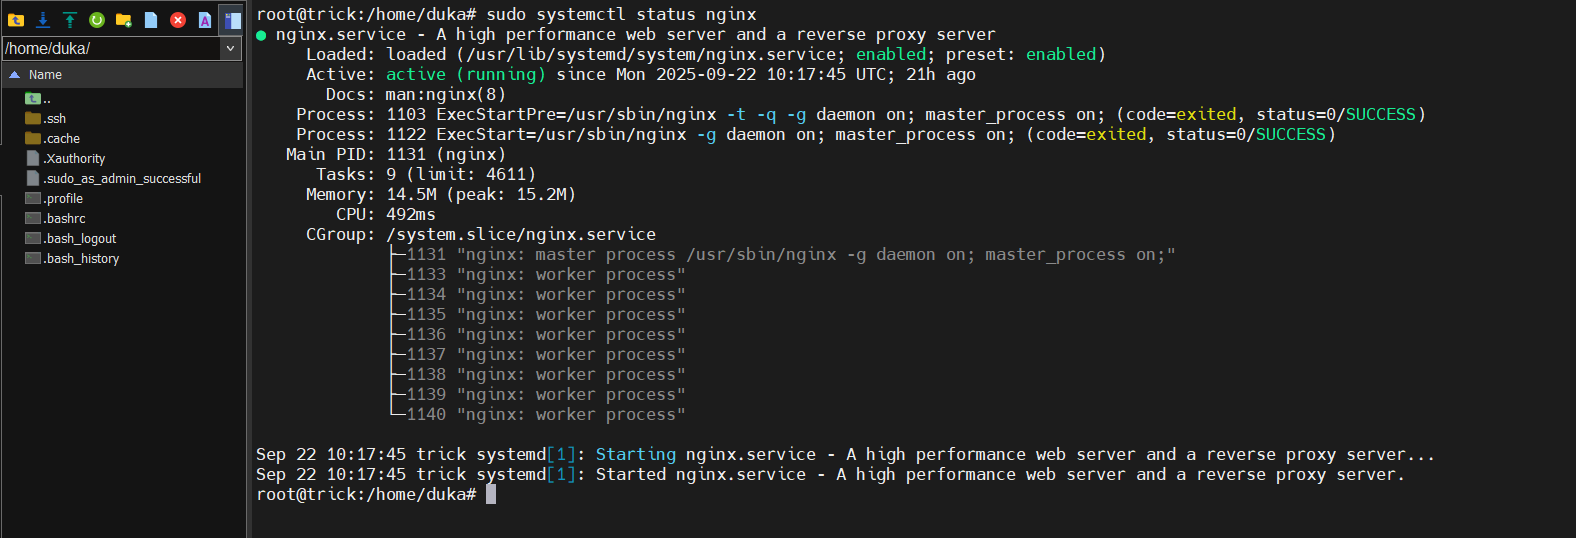 /home/duka/
Name
..
.ssh
.cache
.Xauthority
.sudo_as_admin_successful
.profile
.bashrc
.bash_logout
.bash_history
root@trick:/home/duka# sudo systemctl status nginx
● nginx.service - A high performance web server and a reverse proxy server
Loaded: loaded (/usr/lib/systemd/system/nginx.service; enabled; preset: enabled)
Active: active (running) since Mon 2025-09-22 10:17:45 UTC; 21h ago
Docs: man:nginx(8)
Process: 1103 ExecStartPre=/usr/sbin/nginx -t -q -g daemon on; master_process on; (code=exited, status=0/SUCCESS)
Process: 1122 ExecStart=/usr/sbin/nginx -g daemon on; master_process on; (code=exited, status=0/SUCCESS)
Main PID: 1131 (nginx)
Tasks: 9 (limit: 4611)
Memory: 14.5M (peak: 15.2M)
CPU: 492ms
CGroup: /system.slice/nginx.service
├─1131 "nginx: master process /usr/sbin/nginx -g daemon on; master_process on;"
├─1133 "nginx: worker process"
├─1134 "nginx: worker process"
├─1135 "nginx: worker process"
├─1136 "nginx: worker process"
├─1137 "nginx: worker process"
├─1138 "nginx: worker process"
├─1139 "nginx: worker process"
└─1140 "nginx: worker process"
Sep 22 10:17:45 trick systemd[1]: Starting nginx.service - A high performance web server and a reverse proxy server...
Sep 22 10:17:45 trick systemd[1]: Started nginx.service - A high performance web server and a reverse proxy server.
root@trick:/home/duka#